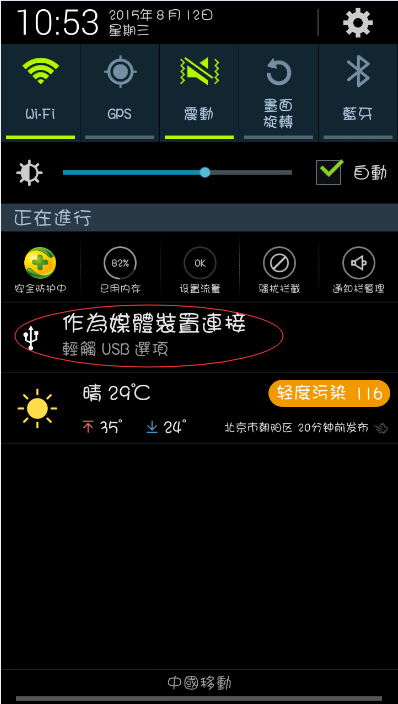 10:53
2015年8月12日
星期三
Wi-Fi
GPS
震動
畫面
旋轉
藍牙
自動
正在進行
82%
OK
安全防护中
已用内存
设置流量
骚扰拦截
通知栏管理
作為媒體裝置連接
輕觸 USB 選項
晴 29℃
轻度污染 116
35°
24°
北京市朝阳区 20分钟前发布
中國移動